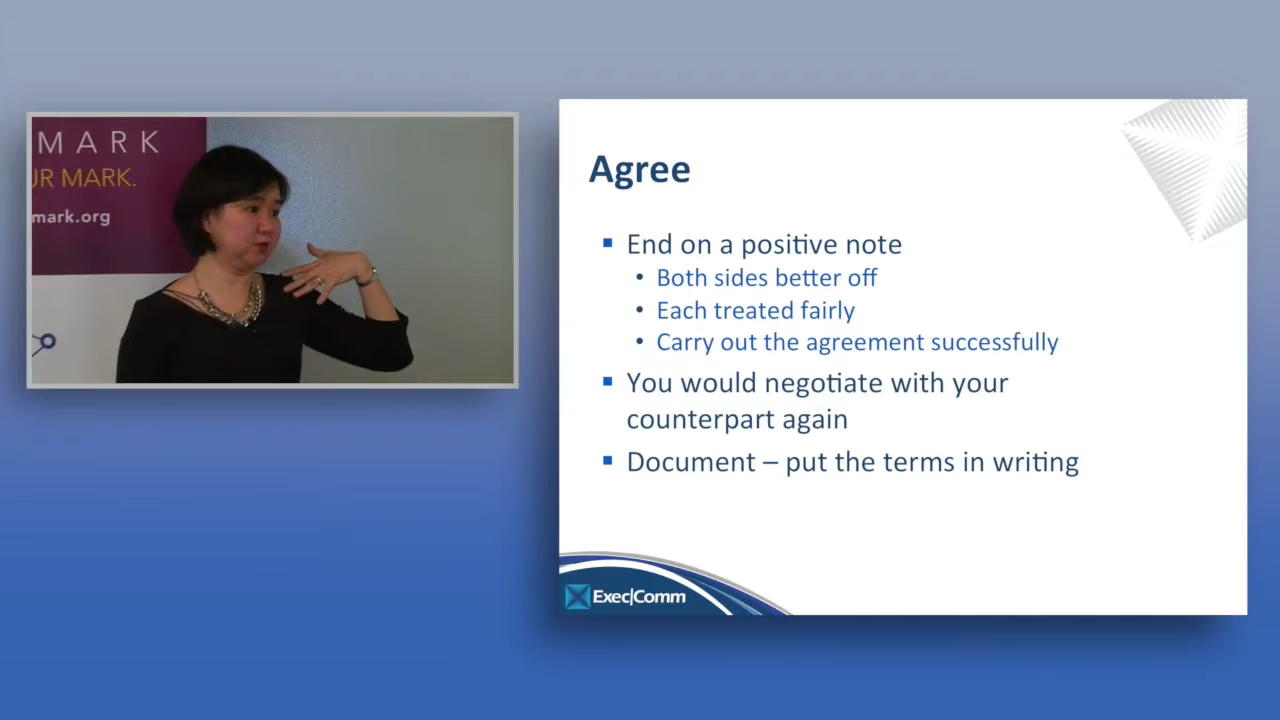 MARK
UR MARK.
mark.org
Agree
End on a positive note
Both sides better off
Each treated fairly
Carry out the agreement successfully
You would negotiate with your
counterpart again
Document – put the terms in writing
Exec|Comm